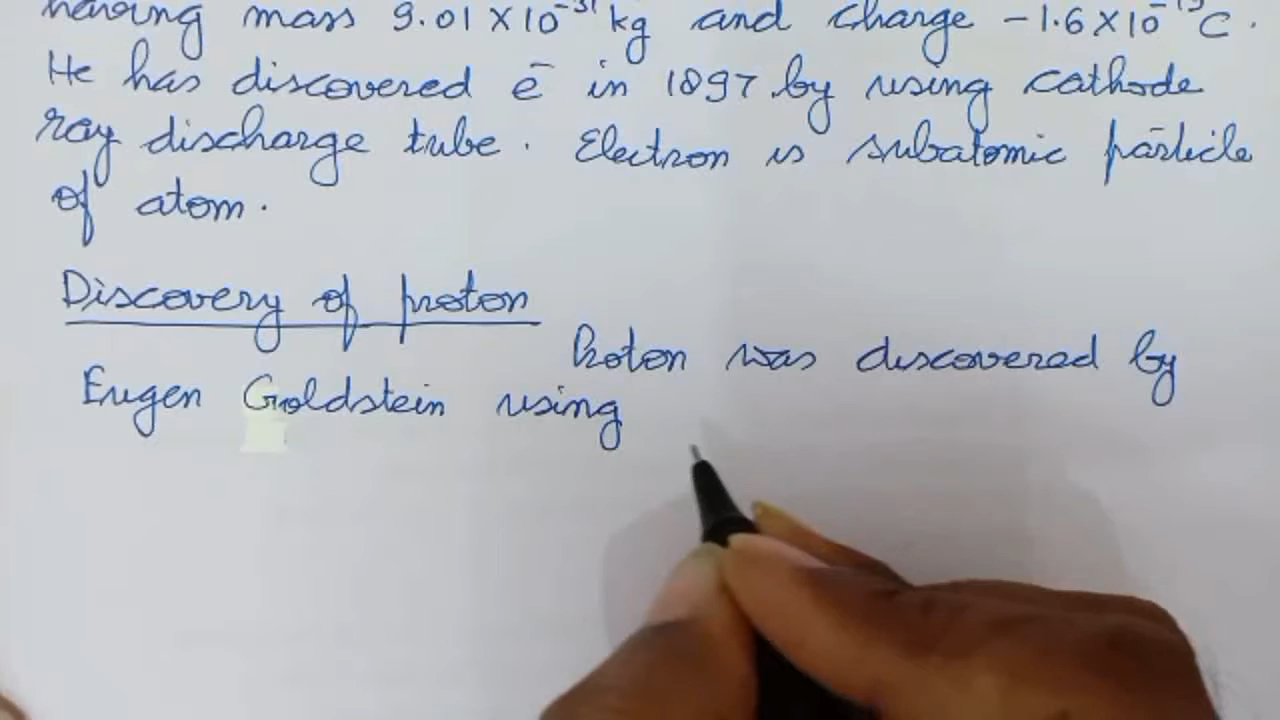 having mass 9.01 X 10⁻³¹ kg and charge -1.6 X 10⁻¹⁹ C.
He has discovered e⁻ in 1897 by using cathode
ray discharge tube. Electron is subatomic particle
of atom.
Discovery of proton
Proton was discovered by
Eugen Goldstein using